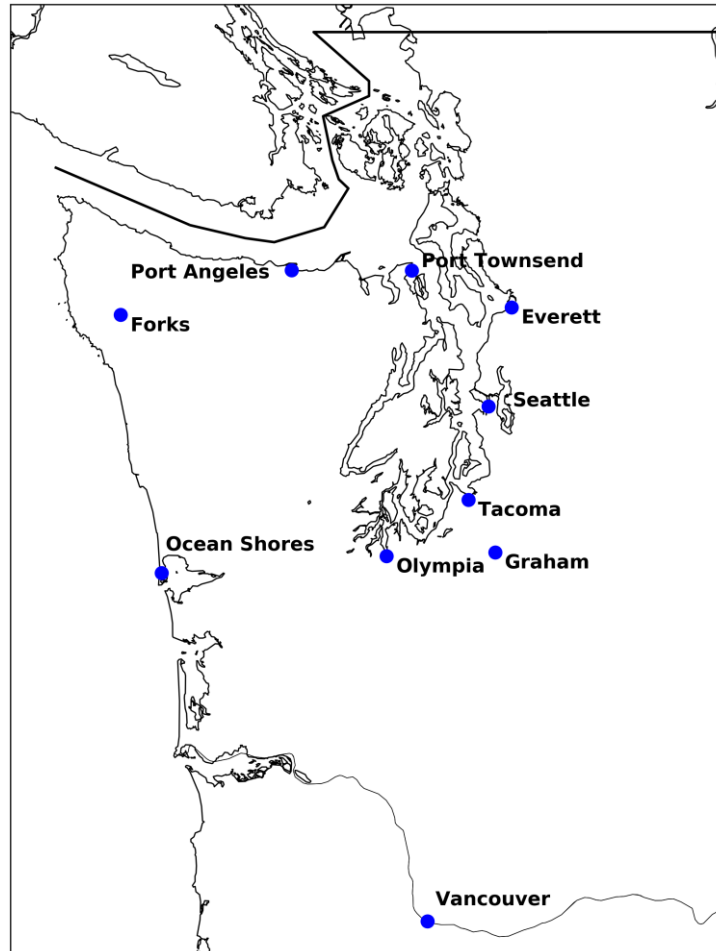 Port Townsend
Port Angeles
Everett
Forks
Seattle
Tacoma
Ocean Shores
Graham
Olympia
Vancouver